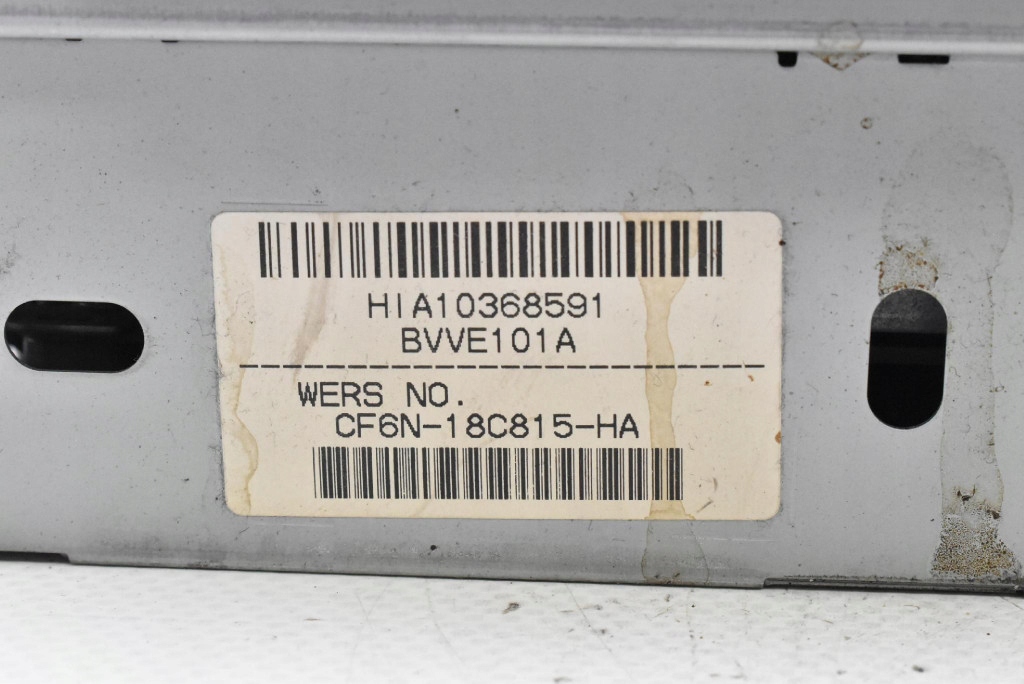 HIA10368591
BVVE101A
WERS NO.
CF6N-18C815-HA